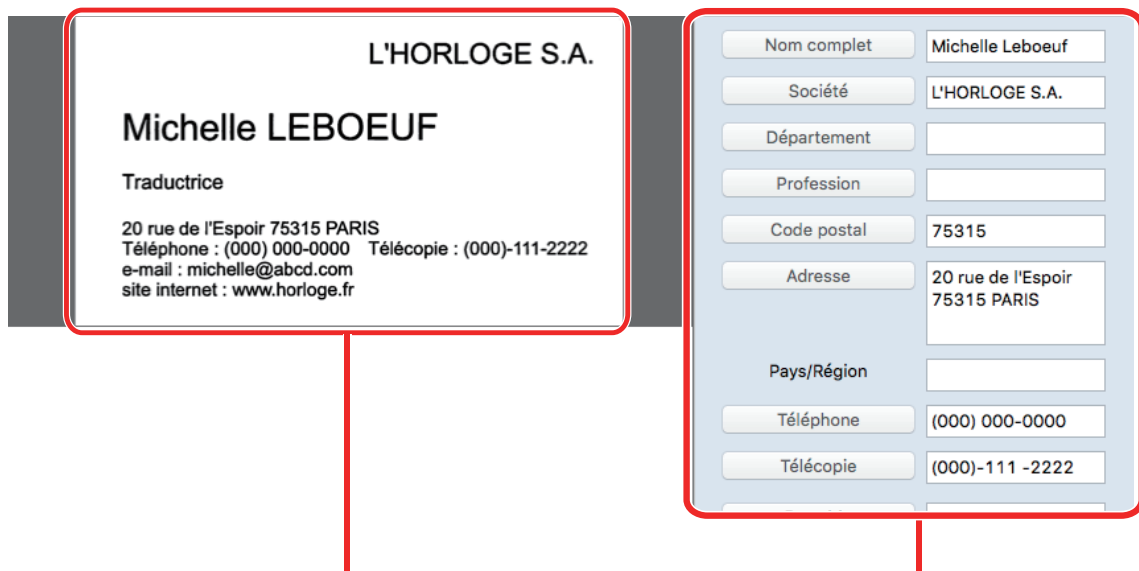 L'HORLOGE S.A.
Michelle LEBOEUF
Traductrice
20 rue de l'Espoir 75315 PARIS
Téléphone : (000) 000-0000 Télécopie : (000)-111-2222
e-mail : michelle@abcd.com
site internet : www.horloge.fr
Nom complet Michelle Leboeuf
Société L'HORLOGE S.A.
Département
Profession
Code postal 75315
Adresse 20 rue de l'Espoir
75315 PARIS
Pays/Région
Téléphone (000) 000-0000
Télécopie (000)-111 -2222